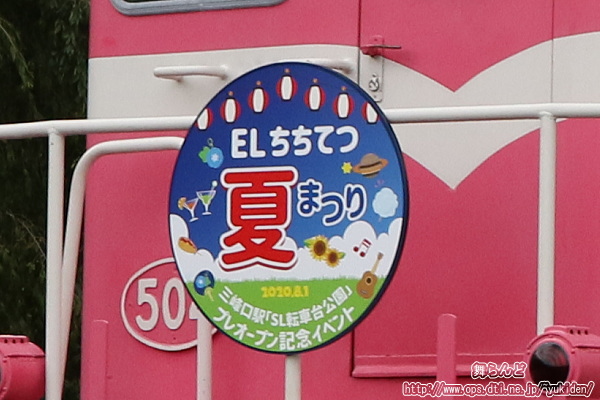 ELちちてつ
夏まつり
2020.8.1
三峰口駅「SL転車台公園」
プレオープン記念イベント
504
舞らんど
http://www.ops.dti.ne.jp/~yukiden/